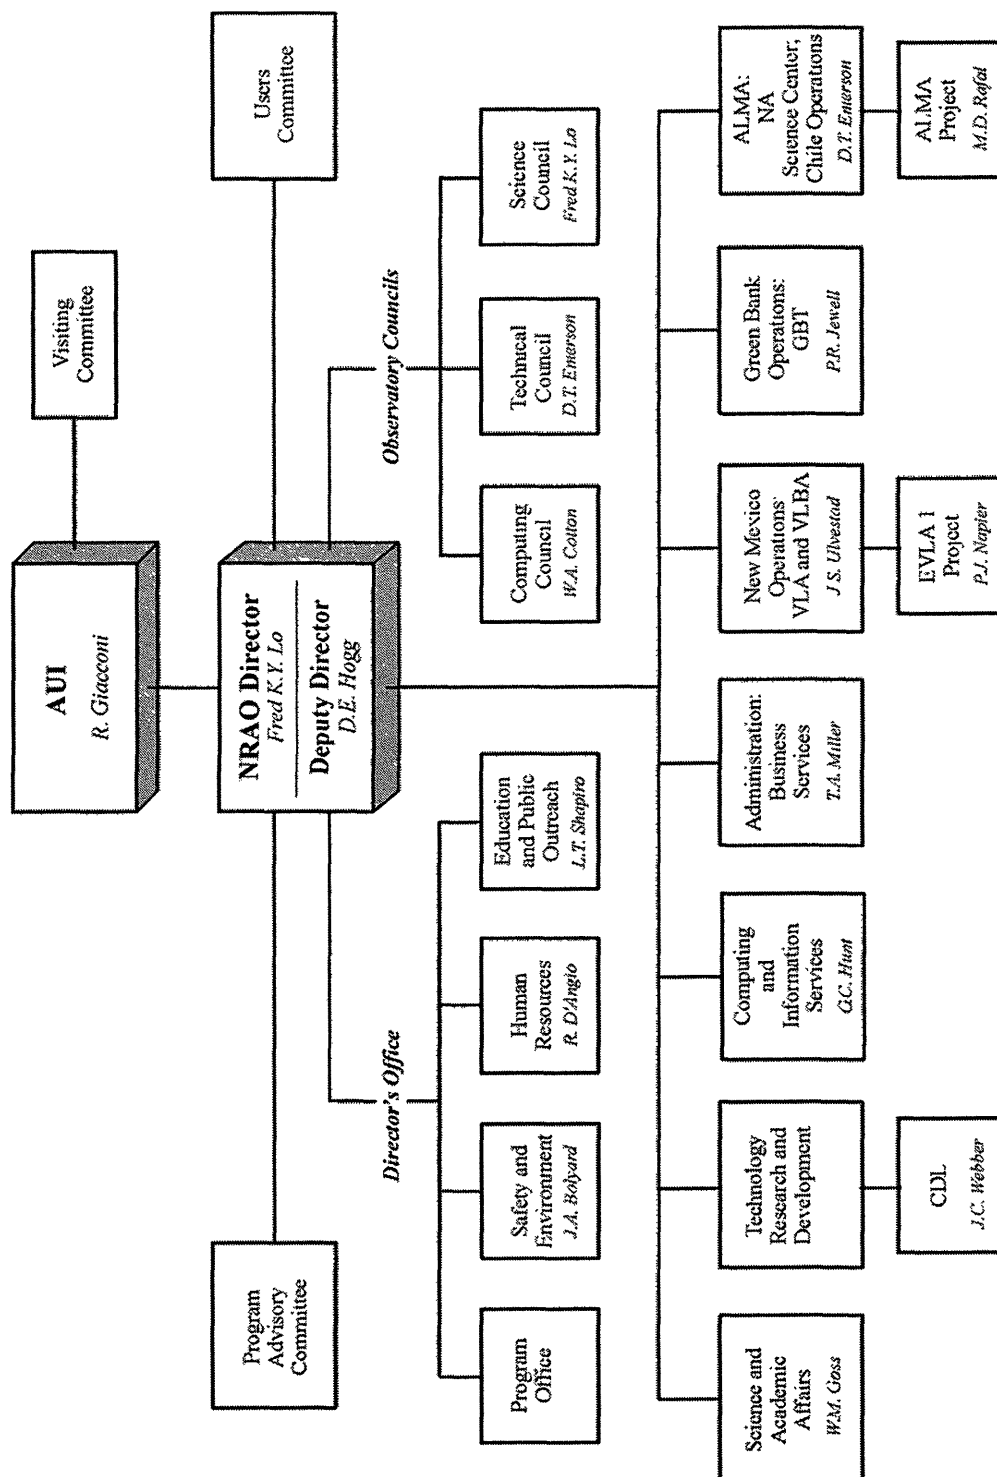 AUI
R. Giacconi
Visiting
Committee
Program
Advisory
Committee
NRAO Director
Fred K.Y. Lo
Deputy Director
D.E. Hogg
Users
Committee
Director's Office
Observatory Councils
Program
Office
Safety and
Environment
J.A. Bolyard
Human
Resources
R. D'Angio
Education
and Public
Outreach
L.T. Shapiro
Computing
Council
W.A. Cotton
Technical
Council
D.T. Emerson
Science
Council
Fred K.Y. Lo
Science and
Academic
Affairs
W.M. Goss
Technology
Research and
Development
Computing
and
Information
Services
G.C. Hunt
Administration:
Business
Services
T.A. Miller
New Mexico
Operations:
VLA and VLBA
J.S. Ulvestad
Green Bank
Operations:
GBT
P.R. Jewell
ALMA:
NA
Science Center;
Chile Operations
D.T. Emerson
CDL
J.C. Webber
EVLA 1
Project
P.J. Napier
ALMA
Project
M.D. Rafal